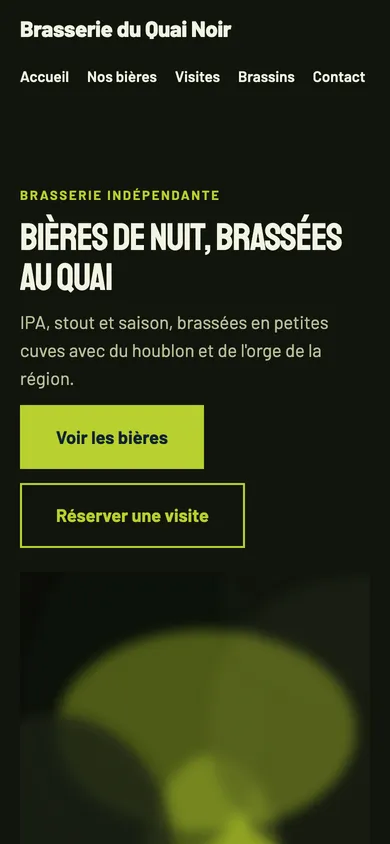 Brasserie du Quai Noir
Accueil Nos bières Visites Brassins Contact
BRASSERIE INDÉPENDANTE
BIÈRES DE NUIT, BRASSÉES
AU QUAI
IPA, stout et saison, brassées en petites
cuves avec du houblon et de l'orge de la
région.
Voir les bières
Réserver une visite